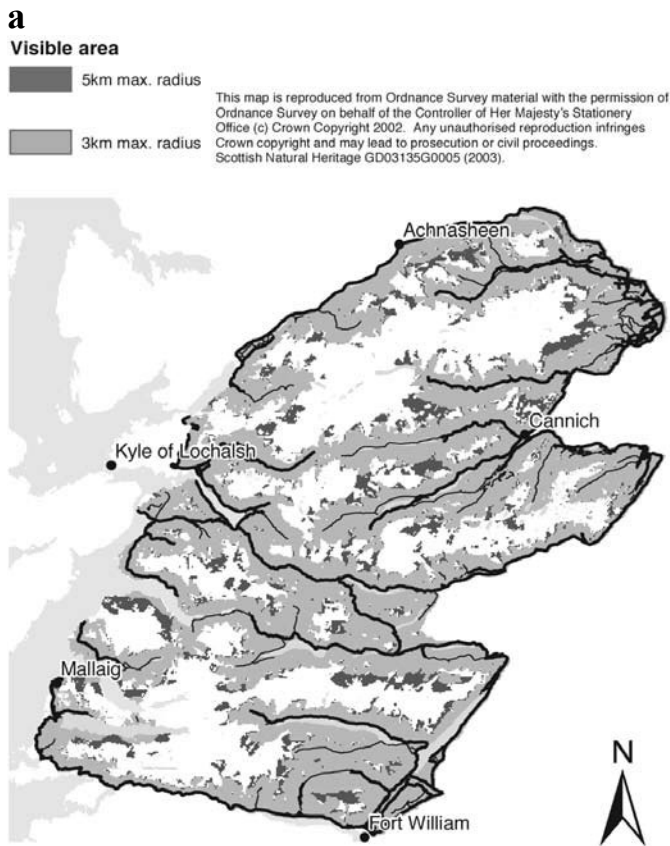 a
Visible area
5km max. radius
3km max. radius
This map is reproduced from Ordnance Survey material with the permission of
Ordnance Survey on behalf of the Controller of Her Majesty's Stationery
Office (c) Crown Copyright 2002. Any unauthorised reproduction infringes
Crown copyright and may lead to prosecution or civil proceedings.
Scottish Natural Heritage GD03135G0005 (2003).
Achnasheen
Cannich
Kyle of Lochalsh
Mallaig
N
Fort William